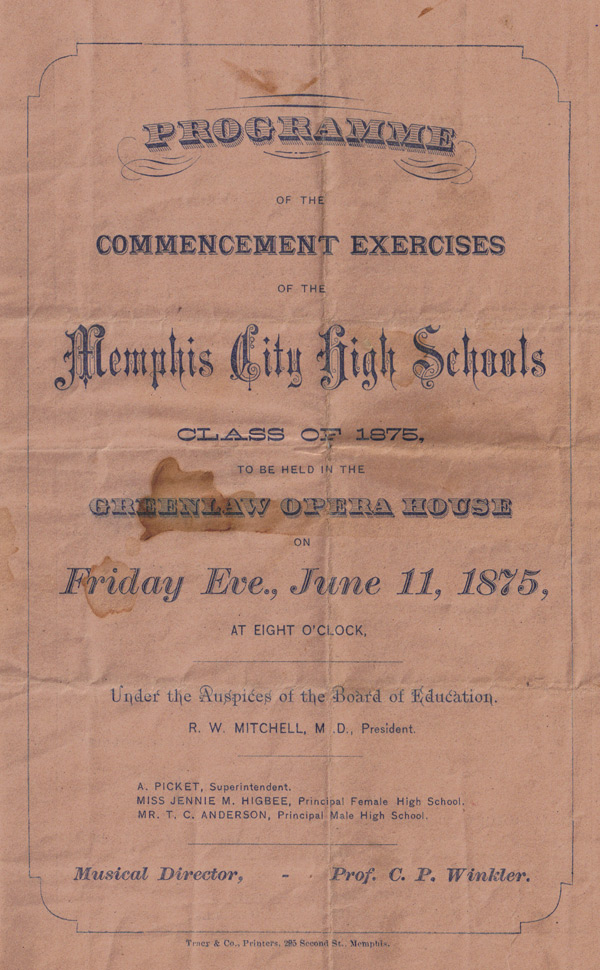 PROGRAMME
OF THE
COMMENCEMENT EXERCISES
OF THE
Memphis City High Schools
CLASS OF 1875,
TO BE HELD IN THE
GREENLAW OPERA HOUSE
ON
Friday Eve., June 11, 1875,
AT EIGHT O'CLOCK,
Under the Auspices of the Board of Education.
R. W. MITCHELL, M.D., President.
A. PICKET, Superintendent.
MISS JENNIE M. HIGBEE, Principal Female High School.
MR. T. C. ANDERSON, Principal Male High School.
Musical Director, - Prof. C. P. Winkler.
Tracy & Co., Printers, 295 Second St., Memphis.